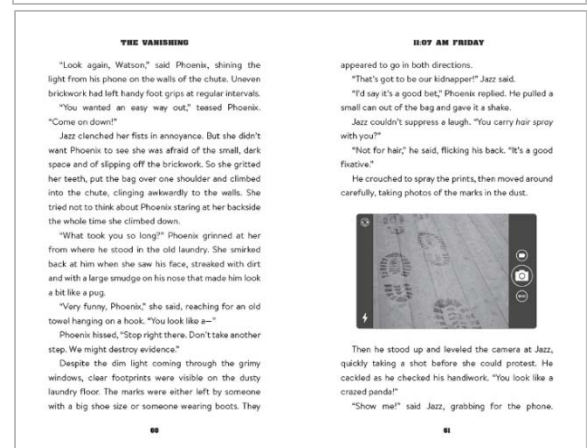 THE VANISHING
"Look again, Watson," said Phoenix, shining the
light from his phone on the walls of the chute. Uneven
brickwork had left handy foot grips at regular intervals.
"You wanted an easy way out," teased Phoenix.
"Come on down!"
Jazz clenched her fists in annoyance. But she didn't
want Phoenix to see she was afraid of the small, dark
space and of slipping off the brickwork. So she gritted
her teeth, put the bag over one shoulder and climbed
into the chute, clinging awkwardly to the walls. She
tried not to think about Phoenix staring at her backside
the whole time she climbed down.
"What took you so long?" Phoenix grinned at her
from where he stood in the old laundry. She smirked
back at him when she saw his face, streaked with dirt
and with a large smudge on his nose that made him look
a bit like a pug.
"Very funny, Phoenix," she said, reaching for an old
towel hanging on a hook. "You look like a—"
Phoenix hissed, "Stop right there. Don't take another
step. We might destroy evidence."
Despite the dim light coming through the grimy
windows, clear footprints were visible on the dusty
laundry floor. The marks were either left by someone
with a big shoe size or someone wearing boots. They
60
11:07 AM FRIDAY
appeared to go in both directions.
"That's got to be our kidnapper!" Jazz said.
"I'd say it's a good bet," Phoenix replied. He pulled a
small can out of the bag and gave it a shake.
Jazz couldn't suppress a laugh. "You carry hair spray
with you?"
"Not for hair," he said, flicking his back. "It's a good
fixative."
He crouched to spray the prints, then moved around
carefully, taking photos of the marks in the dust.
Then he stood up and leveled the camera at Jazz,
quickly taking a shot before she could protest. He
cackled as he checked his handiwork. "You look like a
crazed panda!"
"Show me!" said Jazz, grabbing for the phone.
61